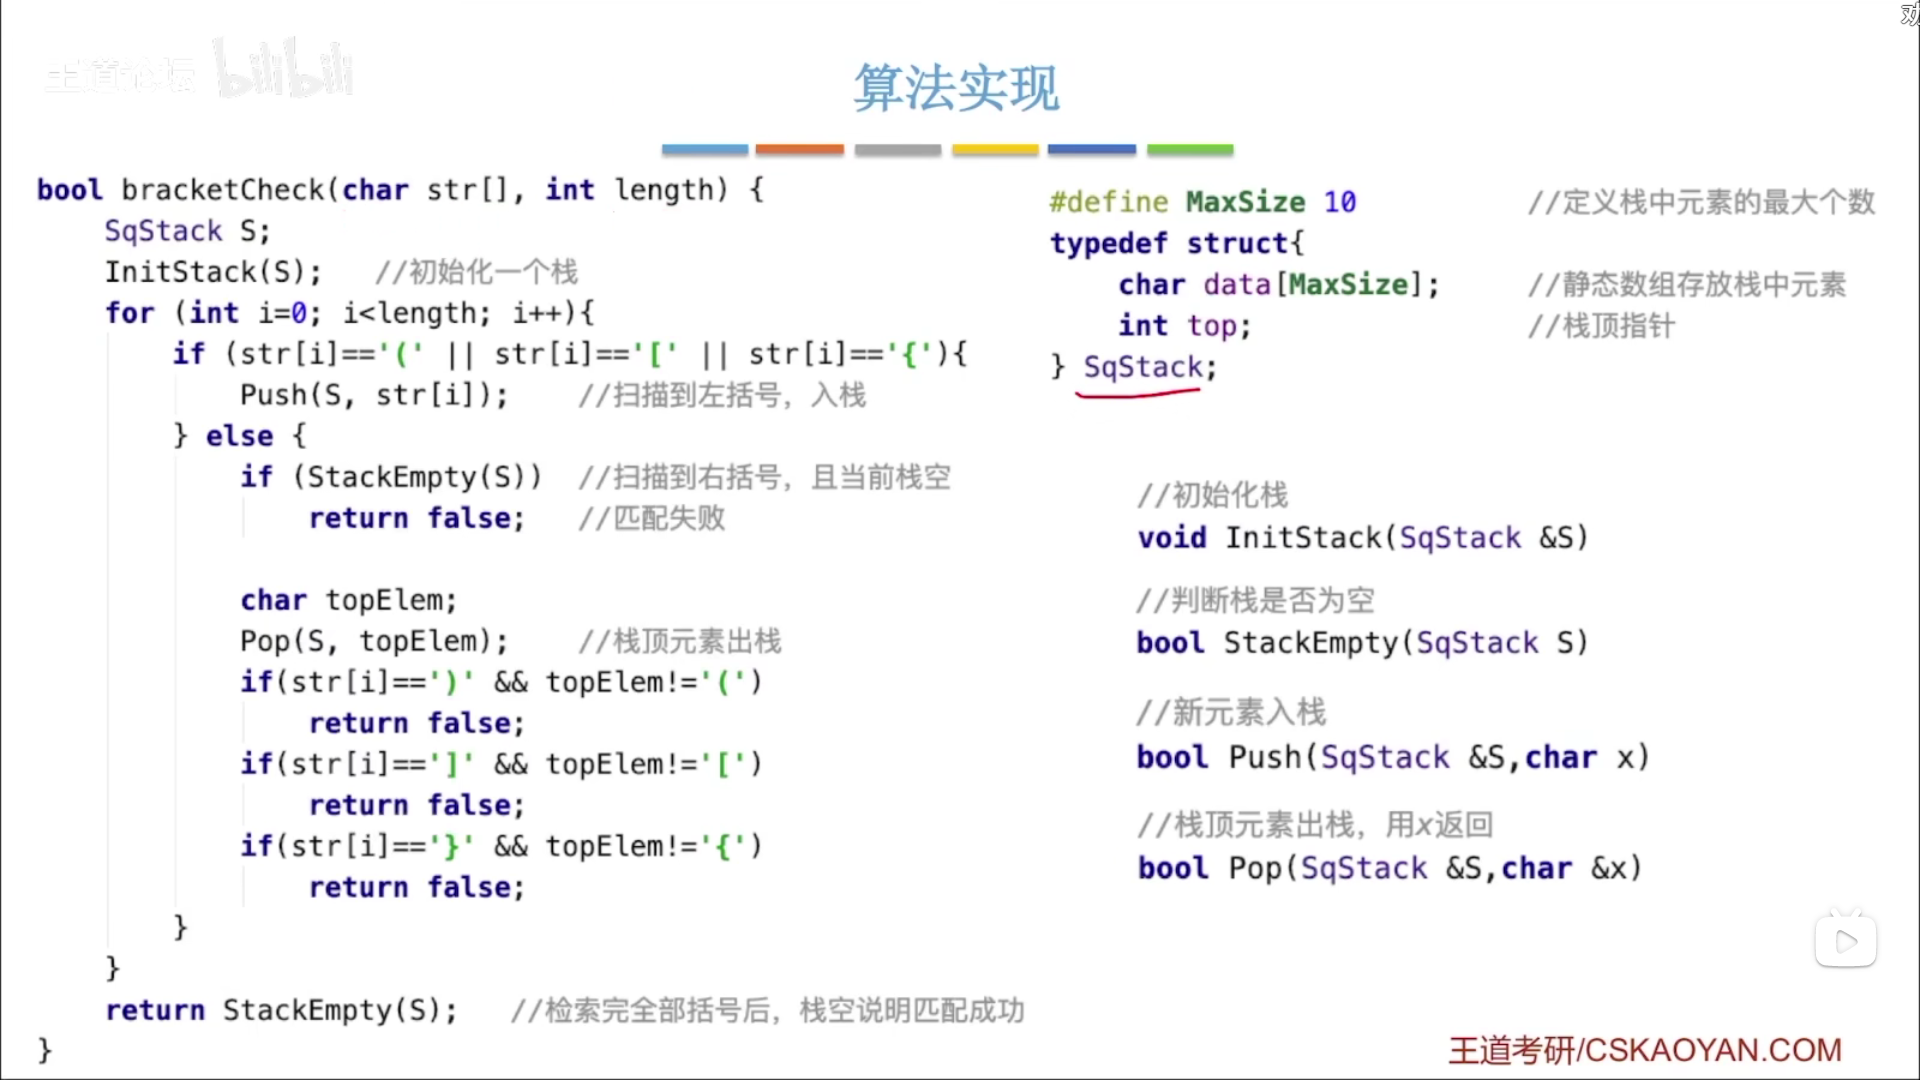 王道论坛 bilibili
算法实现
bool bracketCheck(char str[], int length) {
    SqStack S;
    InitStack(S);   //初始化一个栈
    for (int i=0; i<length; i++){
        if (str[i]=='(' || str[i]=='[' || str[i]=='{'){
            Push(S, str[i]);    //扫描到左括号，入栈
        } else {
            if (StackEmpty(S))  //扫描到右括号，且当前栈空
                return false;   //匹配失败
            char topElem;
            Pop(S, topElem);    //栈顶元素出栈
            if(str[i]==')' && topElem!='(')
                return false;
            if(str[i]==']' && topElem!='[')
                return false;
            if(str[i]=='}' && topElem!='{')
                return false;
        }
    }
    return StackEmpty(S);   //检索完全部括号后，栈空说明匹配成功
}
#define MaxSize 10          //定义栈中元素的最大个数
typedef struct{
    char data[MaxSize];     //静态数组存放栈中元素
    int top;                //栈顶指针
} SqStack;
//初始化栈
void InitStack(SqStack &S)
//判断栈是否为空
bool StackEmpty(SqStack S)
//新元素入栈
bool Push(SqStack &S,char x)
//栈顶元素出栈，用x返回
bool Pop(SqStack &S,char &x)
王道考研/CSKAOYAN.COM